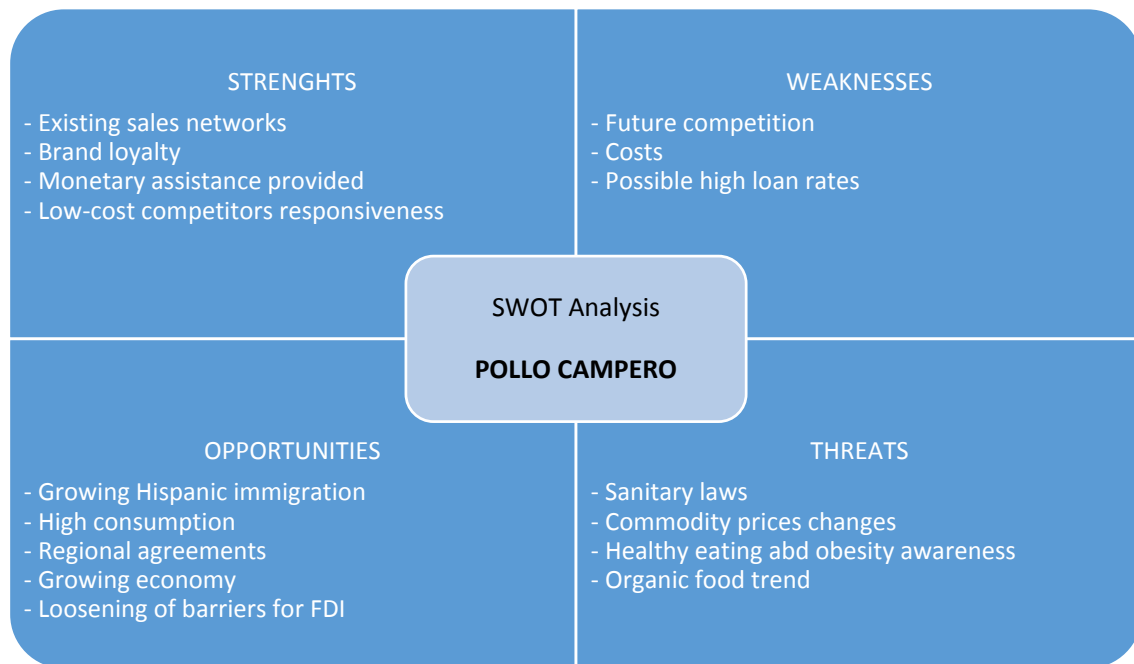 STRENGHTS
- Existing sales networks
- Brand loyalty
- Monetary assistance provided
- Low-cost competitors responsiveness
WEAKNESSES
- Future competition
- Costs
- Possible high loan rates
SWOT Analysis
POLLO CAMPERO
OPPORTUNITIES
- Growing Hispanic immigration
- High consumption
- Regional agreements
- Growing economy
- Loosening of barriers for FDI
THREATS
- Sanitary laws
- Commodity prices changes
- Healthy eating abd obesity awareness
- Organic food trend